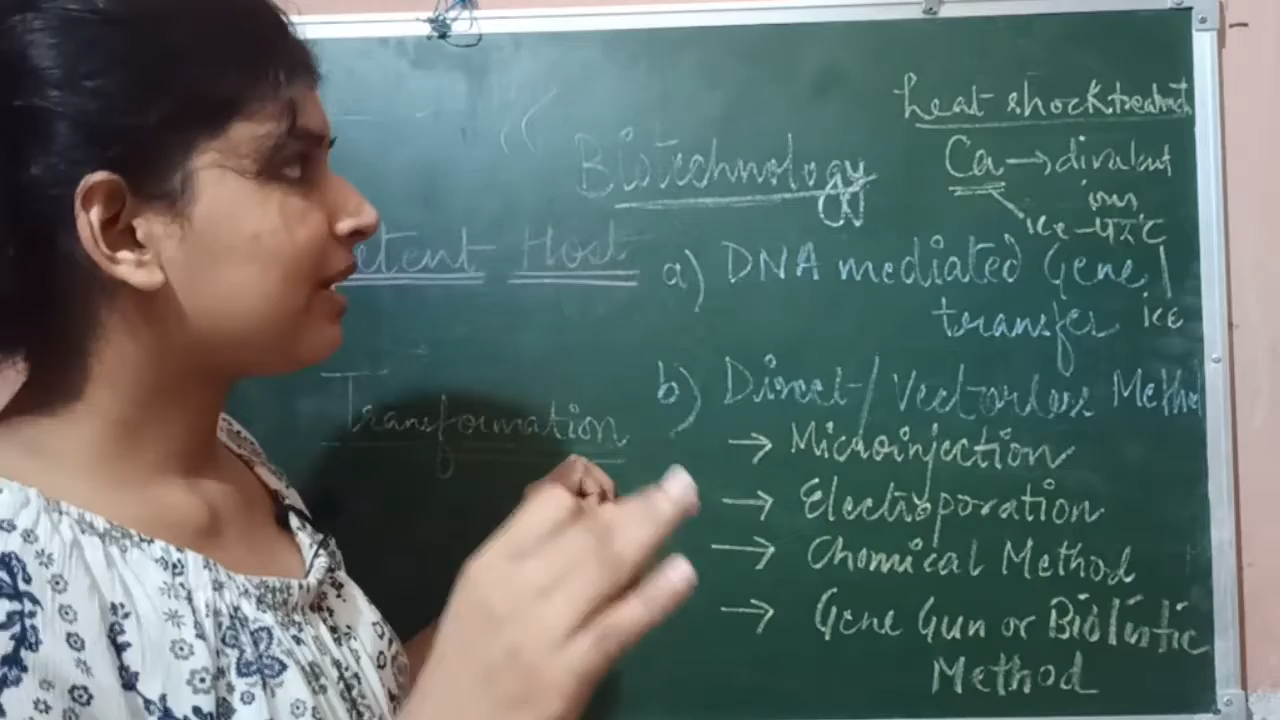 Biotechnology
heat shock treatment
Ca → divalent
ions
ice - 42°C
ice
etent Host
Transformation
a) DNA mediated Gene
transfer
b) Direct / Vectorless Method
→ Microinjection
→ Electroporation
→ Chemical Method
→ Gene Gun or Biolistic
Method